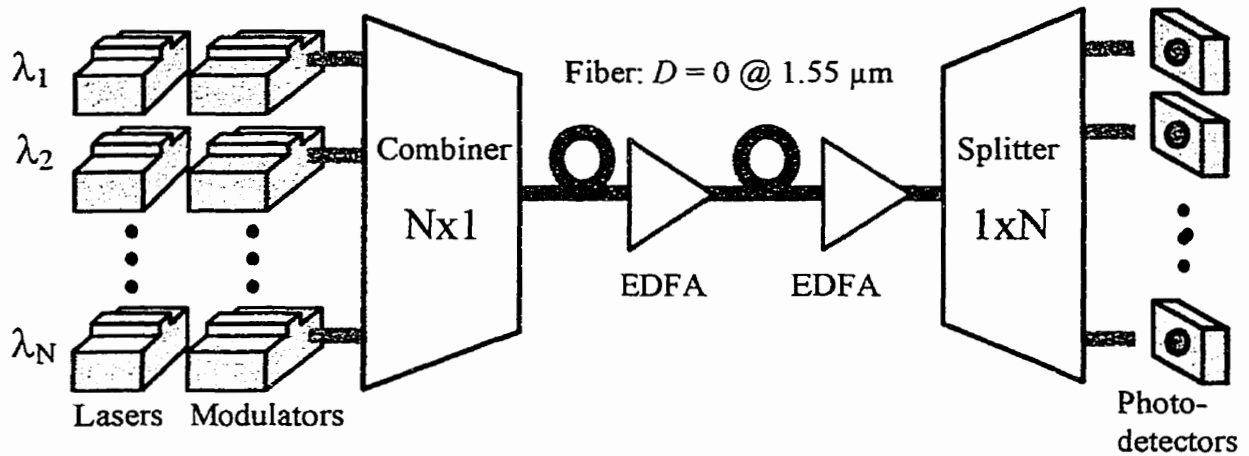 λ1
λ2
λN
Lasers
Modulators
Combiner
Nx1
Fiber: D = 0 @ 1.55 μm
EDFA
EDFA
Splitter
1xN
Photo-
detectors